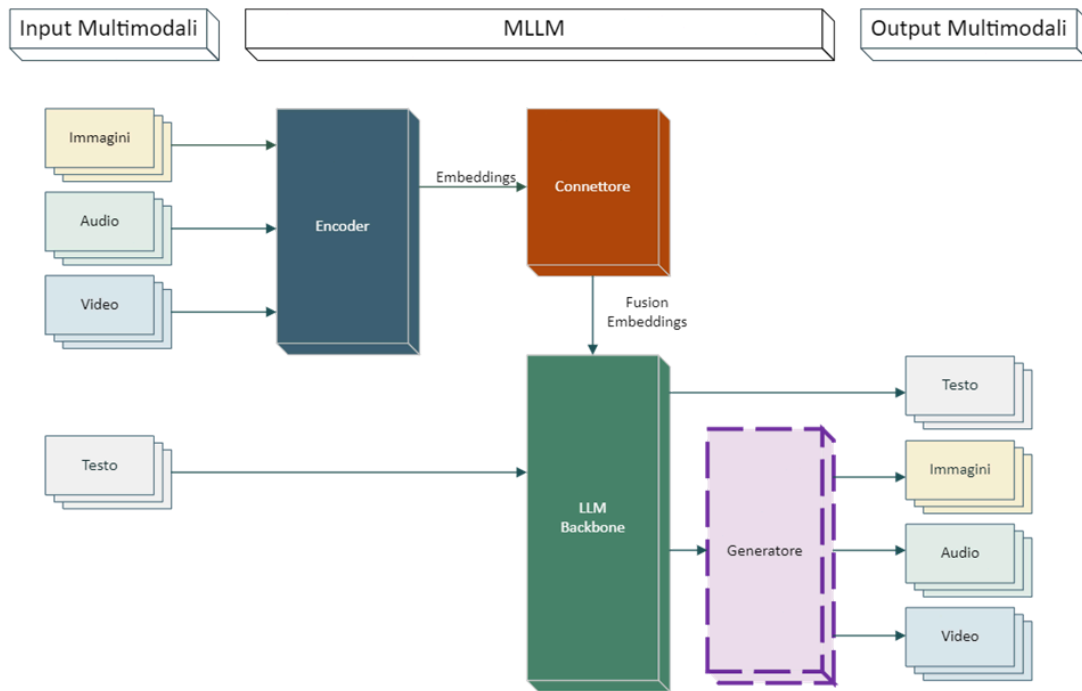 Input Multimodali
MLLM
Output Multimodali
Immagini
Audio
Video
Encoder
Embeddings
Connettore
Fusion
Embeddings
Testo
LLM
Backbone
Generatore
Testo
Immagini
Audio
Video